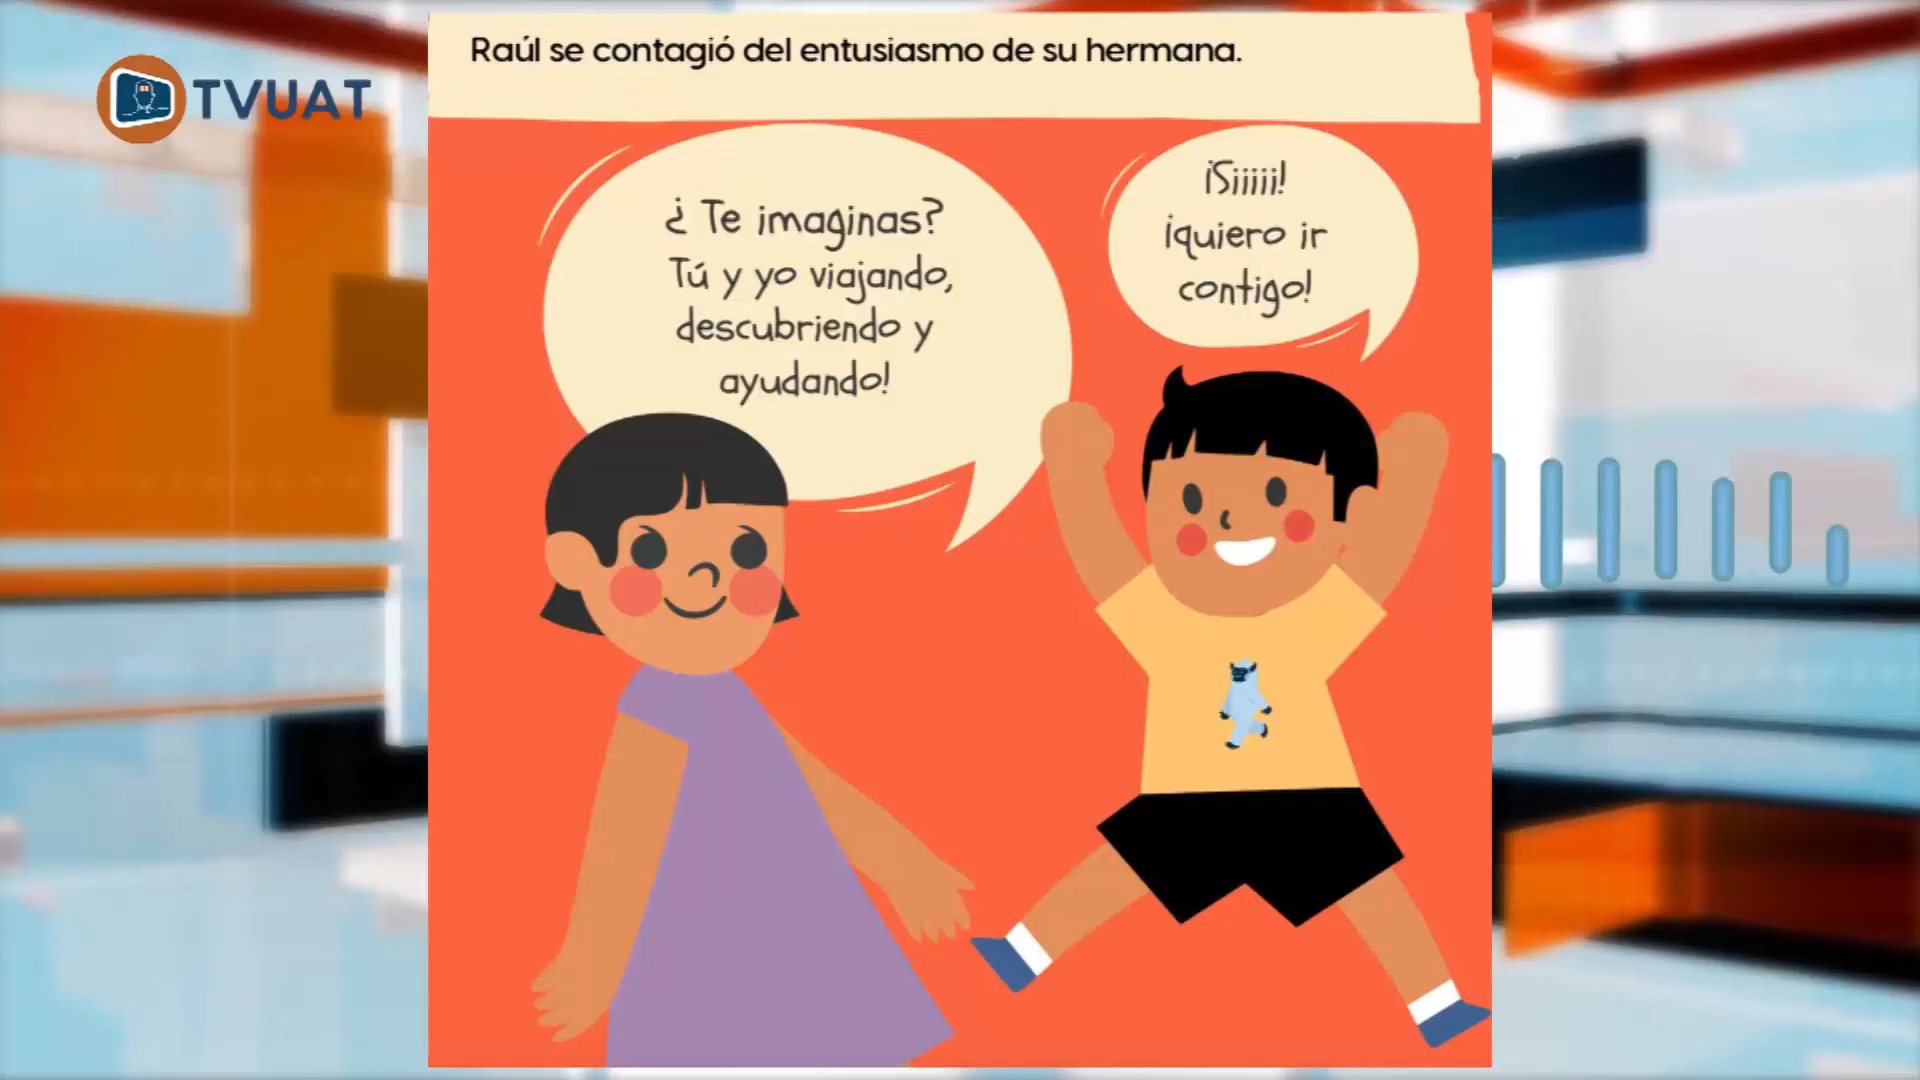 TVUAT
Raúl se contagió del entusiasmo de su hermana.
¿ Te imaginas?
Tú y yo viajando,
descubriendo y
ayudando!
¡Siiiii!
¡quiero ir
contigo!